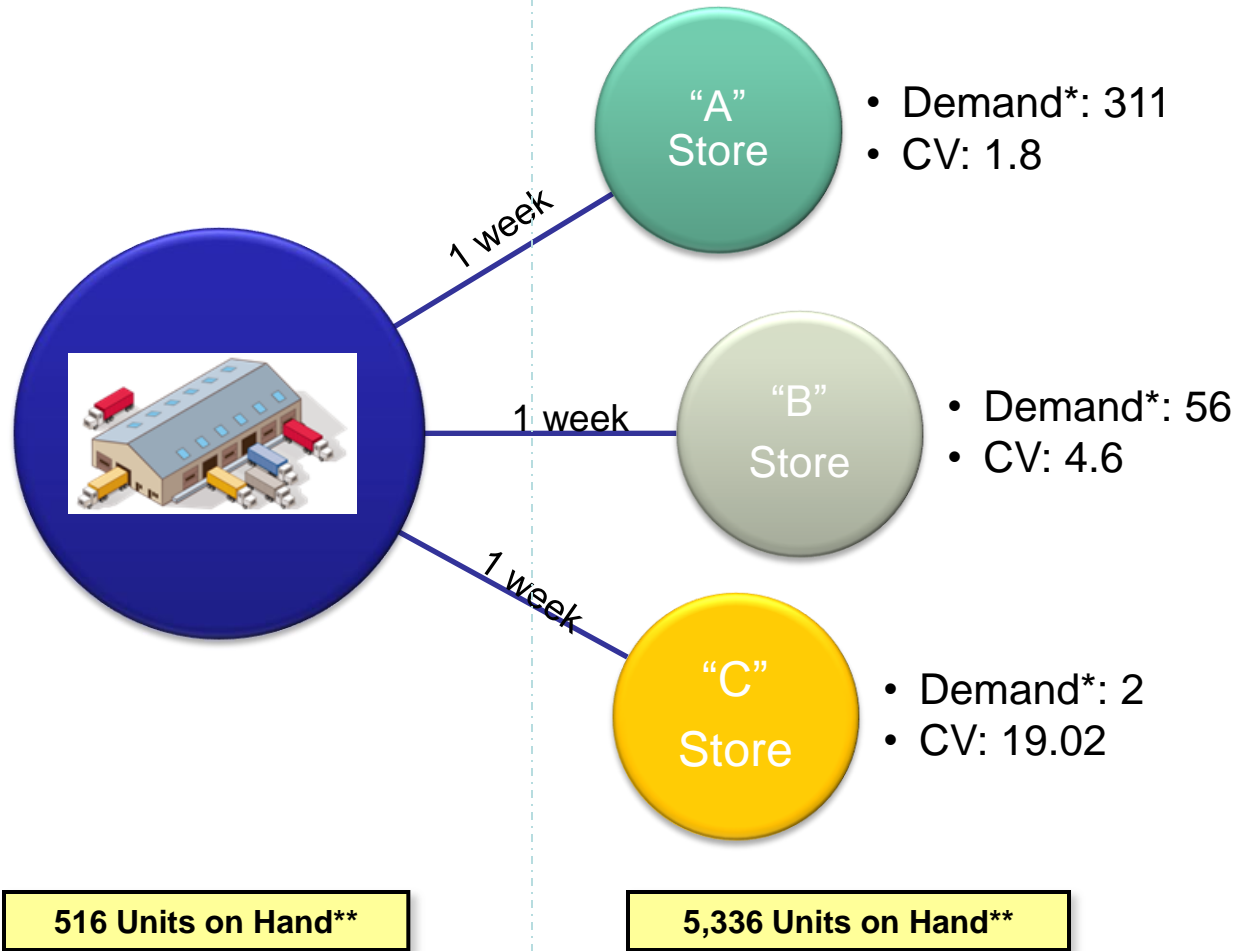 “A”
Store
• Demand*: 311
• CV: 1.8
1 week
“B”
Store
1 week
• Demand*: 56
• CV: 4.6
1 week
“C”
Store
• Demand*: 2
• CV: 19.02
516 Units on Hand**
5,336 Units on Hand**